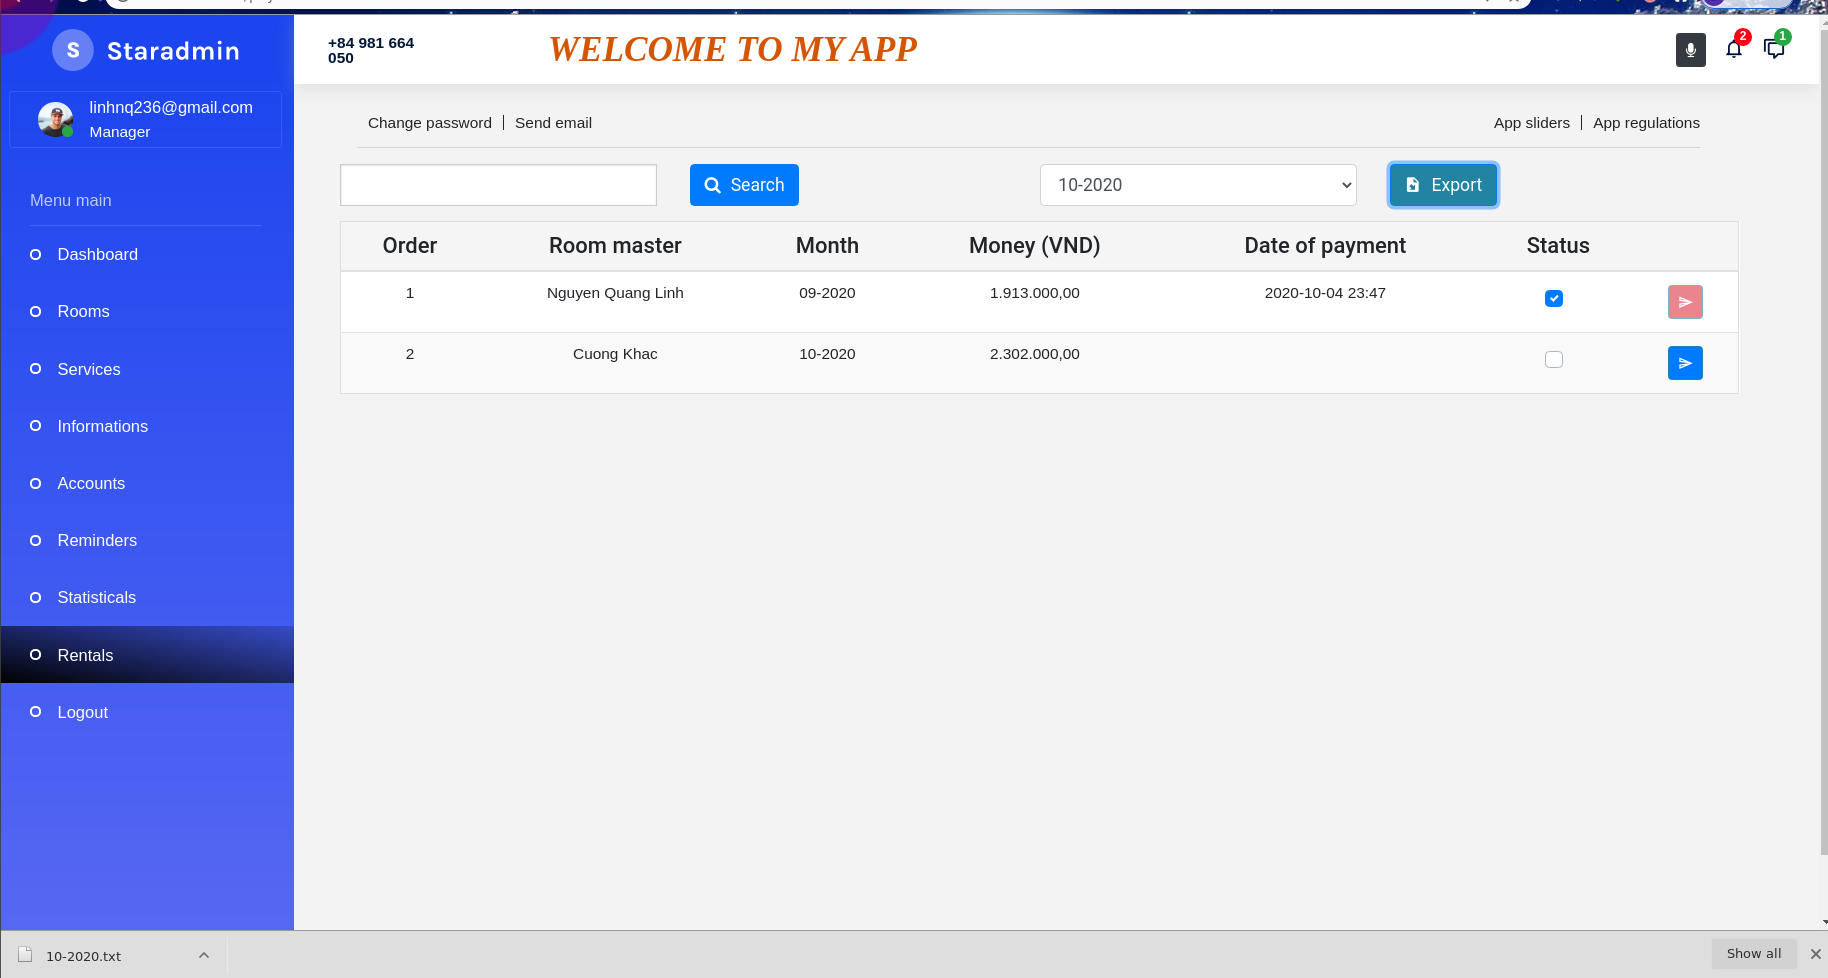 S Staradmin
+84 981 664
050
WELCOME TO MY APP
2
1
linhnq236@gmail.com
Manager
Change password
Send email
App sliders
App regulations
Search
10-2020
Export
Menu main
Dashboard
Rooms
Services
Informations
Accounts
Reminders
Statisticals
Rentals
Logout
Order Room master Month Money (VND) Date of payment Status
1 Nguyen Quang Linh 09-2020 1.913.000,00 2020-10-04 23:47
2 Cuong Khac 10-2020 2.302.000,00
10-2020.txt
Show all